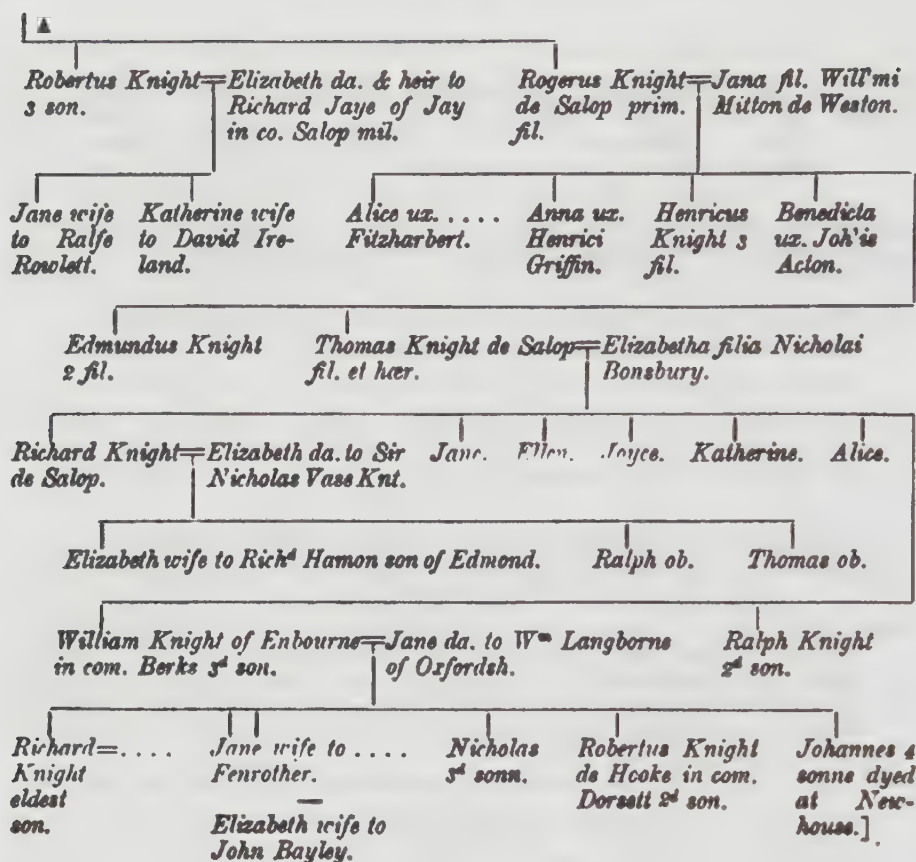 A
Robertus Knight=Elizabeth da. & heir to
3 son. Richard Jaye of Jay
in co. Salop mil.
Rogerus Knight=Jana fil. Will'mi
de Salop prim. Mitton de Weston.
fil.
Jane wife
to Ralfe
Rowlett.
Katherine wife
to David Ire-
land.
Alice ux. . . . . .
Fitzharbert.
Anna ux.
Henrici
Griffin.
Henricus
Knight 3
fil.
Benedicta
ux. Joh'is
Acton.
Edmundus Knight
2 fil.
Thomas Knight de Salop=Elizabetha filia Nicholai
fil. et hær. Bonsbury.
Richard Knight=Elizabeth da. to Sir
de Salop. Nicholas Vase Knt.
Jane. Ellen. Joyce. Katherine. Alice.
Elizabeth wife to Richd Hamon son of Edmond. Ralph ob. Thomas ob.
William Knight of Enbourne=Jane da. to Wm Langborne
in com. Berks 3d son. of Oxfordsh.
Ralph Knight
2d son.
Richard=. . . .
Knight
eldest
son.
Jane wife to . . . .
Fenrother.
Elizabeth wife to
John Bayley.
Nicholas
3d sonn.
Robertus Knight
de Hooke in com.
Dorsett 2d son.
Johannes 4
sonne dyed
at New-
house.]